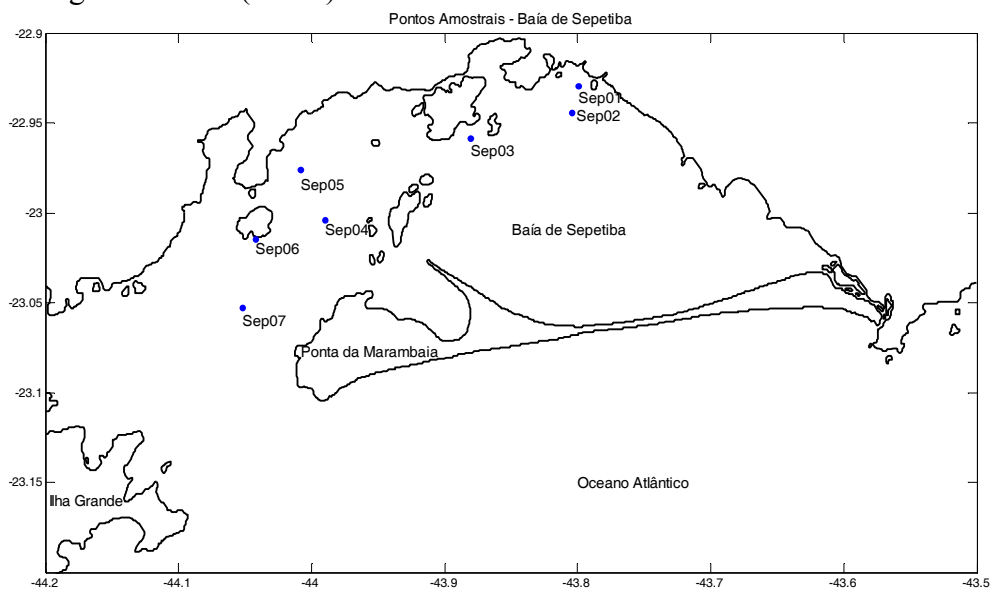 Pontos Amostrais - Baía de Sepetiba
-22.9
-22.95
-23
-23.05
-23.1
-23.15
Sep01
Sep02
Sep03
Sep05
Sep04
Sep06
Baía de Sepetiba
Sep07
Ponta da Marambaia
Oceano Atlântico
Ilha Grande
-44.2
-44.1
-44
-43.9
-43.8
-43.7
-43.6
-43.5